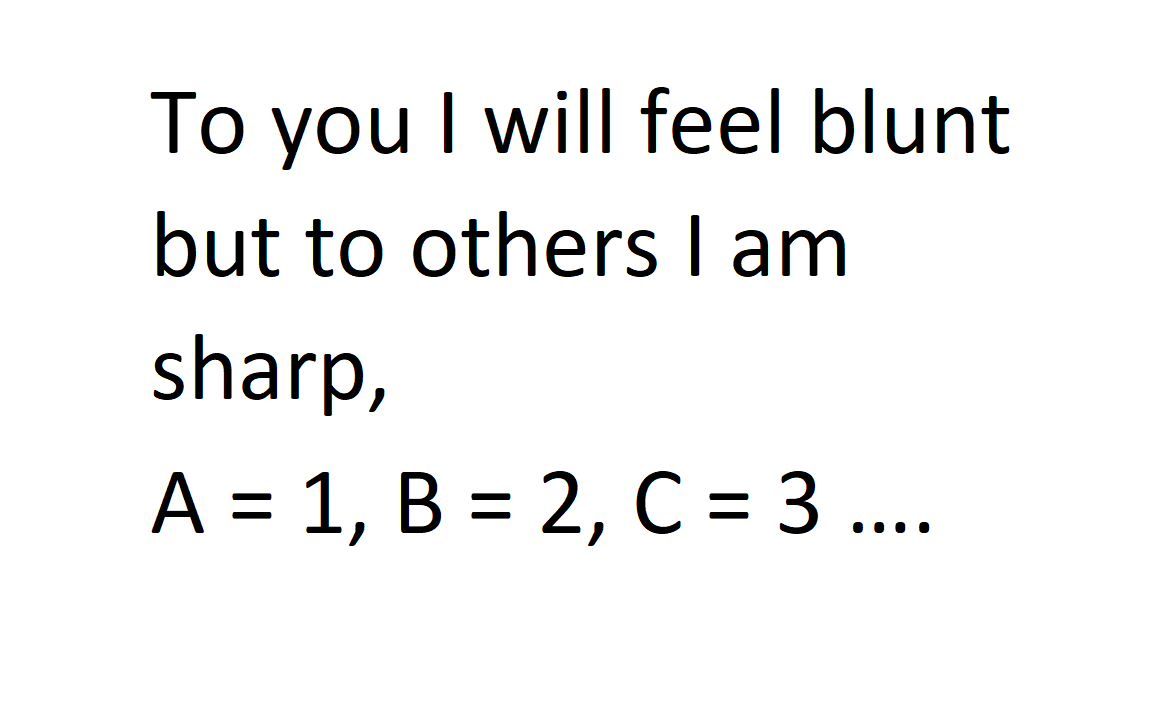 To you I will feel blunt
but to others I am
sharp,
A = 1, B = 2, C = 3 ....